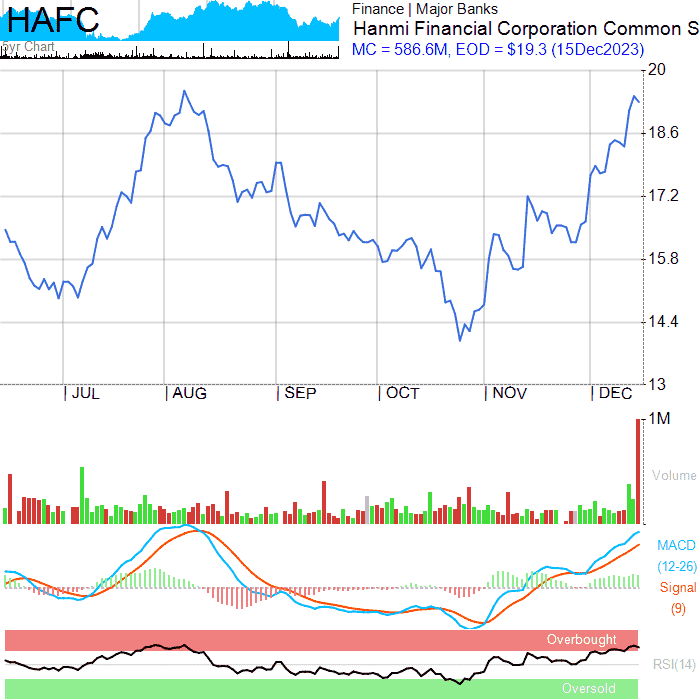 HAFC
5yr Chart
Finance | Major Banks
Hanmi Financial Corporation Common S
MC = 586.6M, EOD = $19.3 (15Dec2023)
20
18.6
17.2
15.8
14.4
13
| JUL | AUG | SEP | OCT | NOV | DEC
1M
Volume
MACD
(12-26)
Signal
(9)
Overbought
RSI(14)
Oversold